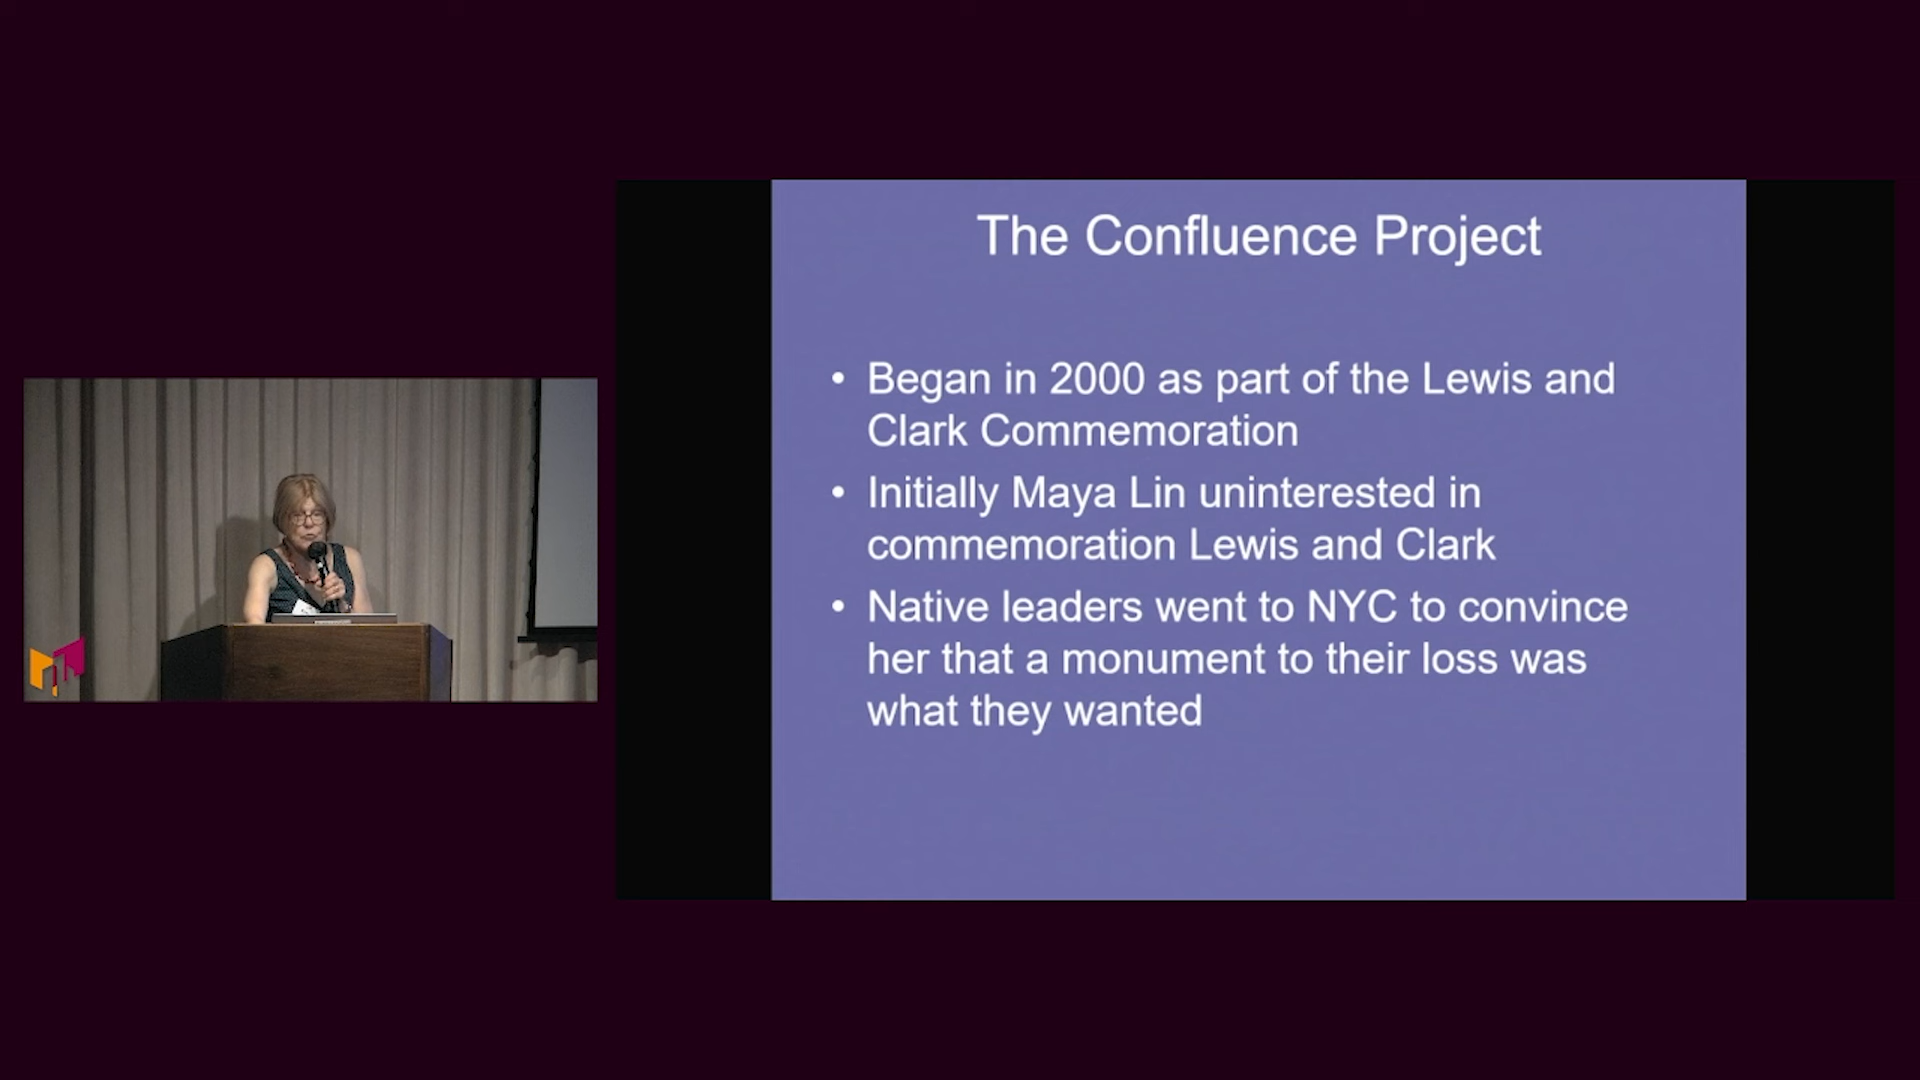 The Confluence Project
• Began in 2000 as part of the Lewis and
Clark Commemoration
• Initially Maya Lin uninterested in
commemoration Lewis and Clark
• Native leaders went to NYC to convince
her that a monument to their loss was
what they wanted